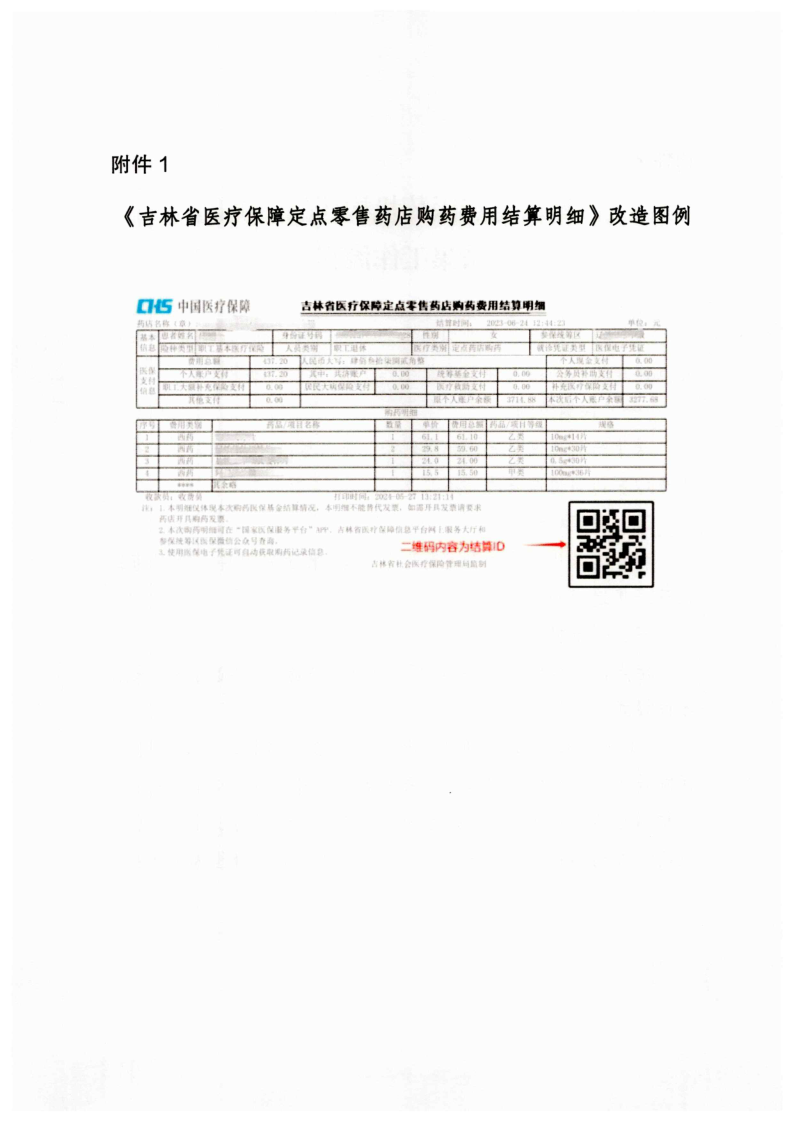 附件 1
《吉林省医疗保障定点零售药店购药费用结算明细》改造图例
CHS 中国医疗保障 吉林省医疗保障定点零售药店购药费用结算明细
药店名称（章） 结算时间： 2023-06-24 12:44:23 单位：元
基本信息 患者姓名 身份证号码 性别 女 参保统筹区
险种类型 职工基本医疗保险 人员类别 职工退休 医疗类别 定点药店购药 就诊凭证类型 医保电子凭证
医保支付信息 费用总额 437.20 人民币大写：肆佰叁拾柒圆贰角整 个人现金支付 0.00
个人账户支付 437.20 其中：共济账户 0.00 统筹基金支付 0.00 公务员补助支付 0.00
职工大额补充保险支付 0.00 居民大病保险支付 0.00 医疗救助支付 0.00 补充医疗保险支付 0.00
其他支付 0.00 原个人账户余额 3714.88 本次后个人账户余额 3277.68
购药明细
序号 费用类别 药品/项目名称 数量 单价 费用总额 药品/项目等级 规格
1 西药 1 61.1 61.10 乙类 10mg*14片
2 西药 2 29.8 59.60 乙类 10mg*30片
3 西药 1 24.0 24.00 乙类 0.5g*30片
4 西药 1 15.5 15.50 甲类 100mg*36片
**** 其余略
收款员：收费员 打印时间：2024-05-27 13:21:14
注：1.本明细仅体现本次购药医保基金结算情况，本明细不能替代发票，如需开具发票请要求
药店开具购药发票。
2.本次购药明细可在“国家医保服务平台”APP、吉林省医疗保障信息平台网上服务大厅和
参保统筹区医保微信公众号查询。
3.使用医保电子凭证可自动获取购药记录信息。
二维码内容为结算ID
吉林省社会医疗保险管理局监制